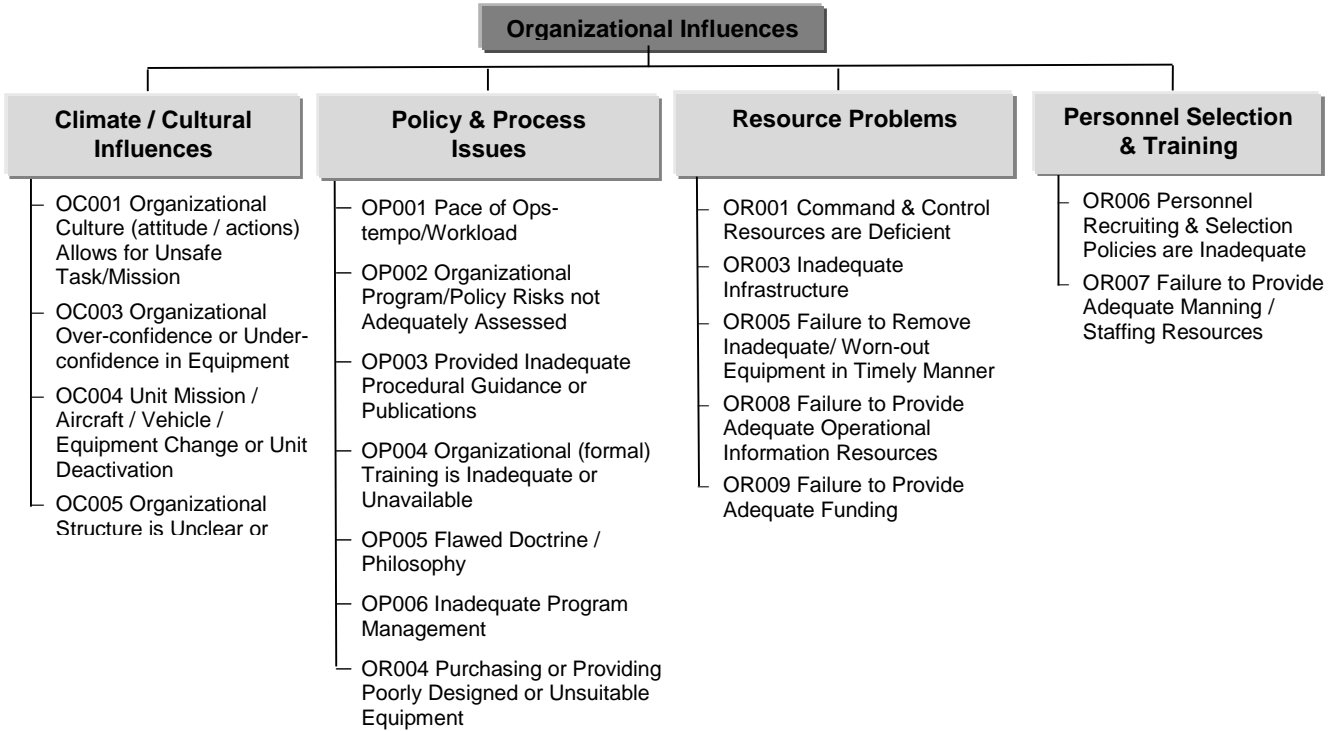 Organizational Influences
Climate / Cultural
Influences
OC001 Organizational
Culture (attitude / actions)
Allows for Unsafe
Task/Mission
OC003 Organizational
Over-confidence or Under-
confidence in Equipment
OC004 Unit Mission /
Aircraft / Vehicle /
Equipment Change or Unit
Deactivation
OC005 Organizational
Structure is Unclear or
Policy & Process
Issues
OP001 Pace of Ops-
tempo/Workload
OP002 Organizational
Program/Policy Risks not
Adequately Assessed
OP003 Provided Inadequate
Procedural Guidance or
Publications
OP004 Organizational (formal)
Training is Inadequate or
Unavailable
OP005 Flawed Doctrine /
Philosophy
OP006 Inadequate Program
Management
OR004 Purchasing or Providing
Poorly Designed or Unsuitable
Equipment
Resource Problems
OR001 Command & Control
Resources are Deficient
OR003 Inadequate
Infrastructure
OR005 Failure to Remove
Inadequate/ Worn-out
Equipment in Timely Manner
OR008 Failure to Provide
Adequate Operational
Information Resources
OR009 Failure to Provide
Adequate Funding
Personnel Selection
& Training
OR006 Personnel
Recruiting & Selection
Policies are Inadequate
OR007 Failure to Provide
Adequate Manning /
Staffing Resources